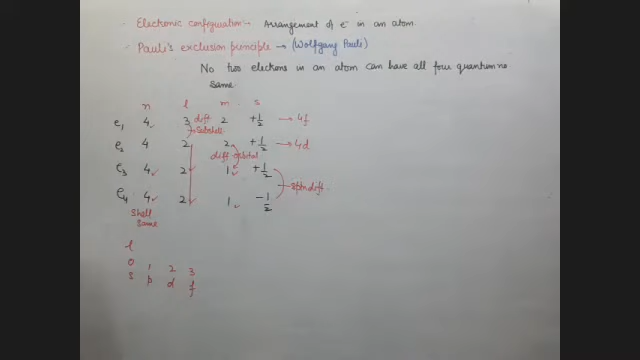 Electronic configuration - Arrangement of e⁻ in an atom.
Pauli's exclusion principle → (Wolfgang Pauli)
No two electrons in an atom can have all four quantum no
same
n l m s
e₁ 4 3 2 +1/2 → 4f
diff subshell
e₂ 4 2 2 +1/2 → 4d
diff orbital
e₃ 4 2 1 +1/2
spin diff.
e₄ 4 2 1 -1/2
Shell
same
l
0 1 2 3
s p d f